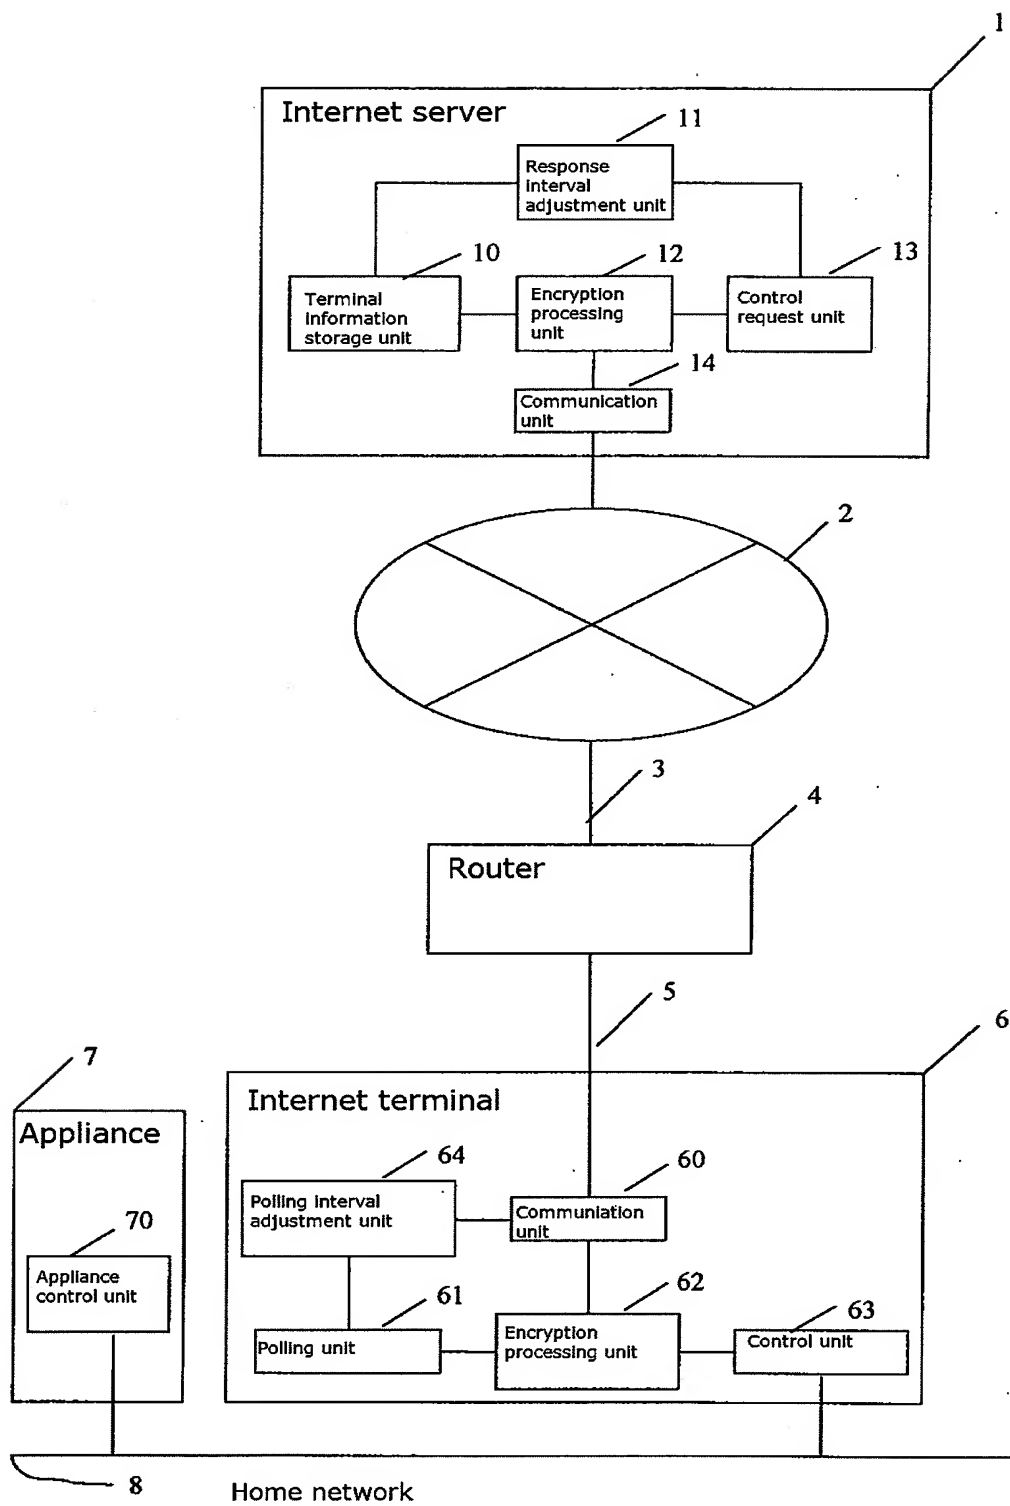 1
Internet server
11
Response
interval
adjustment unit
10
12
13
Terminal
information
storage unit
Encryption
processing
unit
Control
request unit
14
Communication
unit
2
3
4
Router
5
6
7
Internet terminal
Appliance
64
60
Polling interval
adjustment unit
Communiation
unit
70
Appliance
control unit
61
62
63
Polling unit
Encryption
processing unit
Control unit
8
Home network